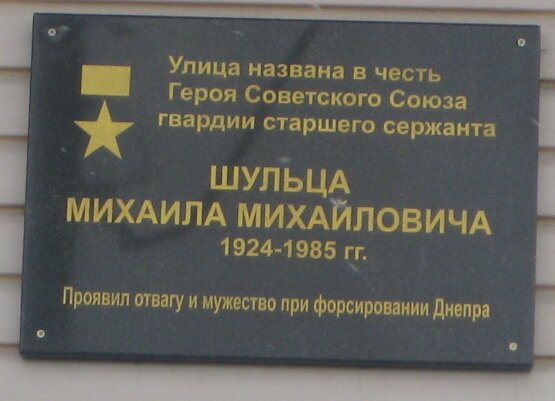 Улица названа в честь
Героя Советского Союза
гвардии старшего сержанта
ШУЛЬЦА
МИХАИЛА МИХАЙЛОВИЧА
1924-1985 гг.
Проявил отвагу и мужество при форсировании Днепра